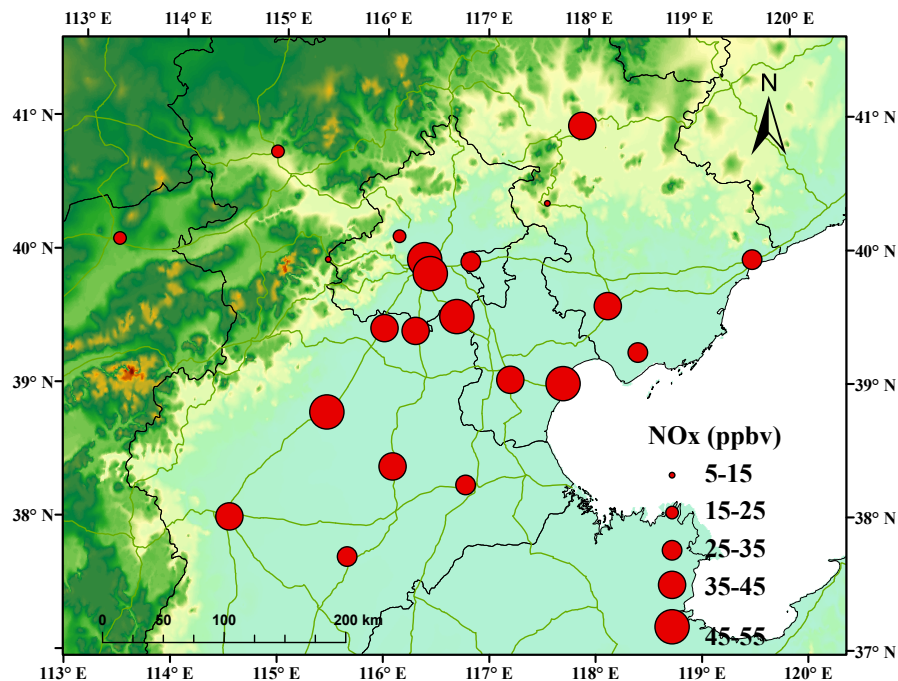 113° E 114° E 115° E 116° E 117° E 118° E 119° E 120° E
N
41° N 41° N
40° N 40° N
39° N 39° N
NOx (ppbv)
5-15
15-25
38° N 38° N
25-35
35-45
0 50 100 200 km
45-55
37° N
113° E 114° E 115° E 116° E 117° E 118° E 119° E 120° E